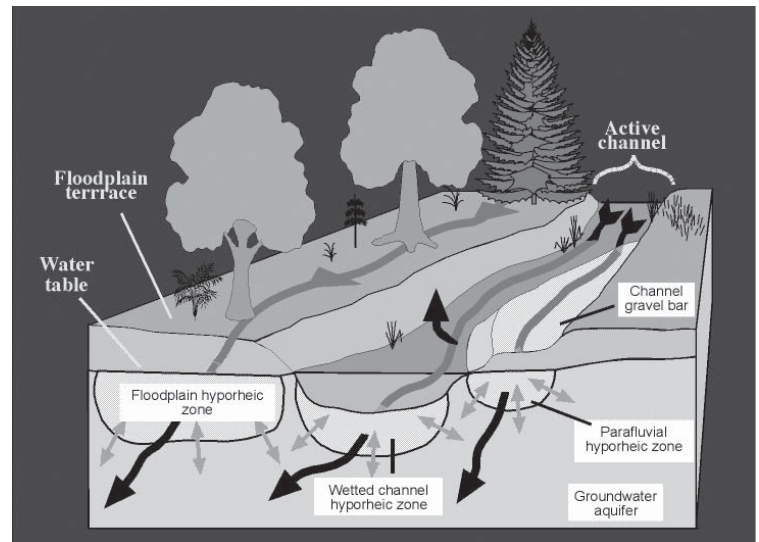 Active
channel
Floodplain
terrrace
Water
table
Channel
gravel bar
Floodplain hyporheic
zone
Parafluvial
hyporheic zone
Wetted channel
hyporheic zone
Groundwater
aquifer